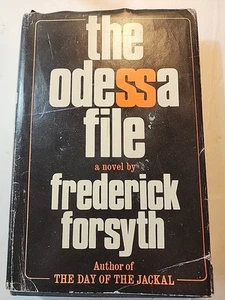 the
odessa
file
a novel by
frederick
forsyth
Author of
THE DAY OF THE JACKAL